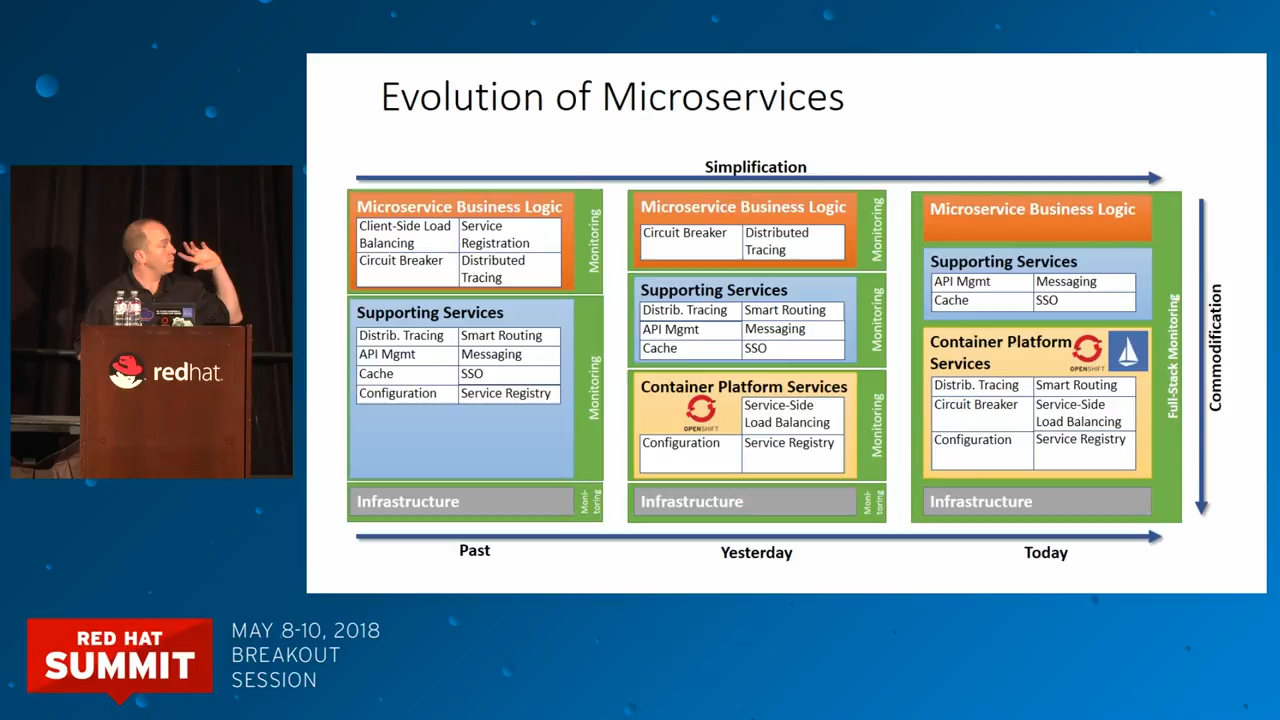 Evolution of Microservices
Simplification
Microservice Business Logic
Client-Side Load
Balancing
Service
Registration
Circuit Breaker
Distributed
Tracing
Monitoring
Supporting Services
Distrib. Tracing
Smart Routing
API Mgmt
Messaging
Cache
SSO
Configuration
Service Registry
Monitoring
Infrastructure
Moni-
toring
Microservice Business Logic
Circuit Breaker
Distributed
Tracing
Monitoring
Supporting Services
Distrib. Tracing
Smart Routing
API Mgmt
Messaging
Cache
SSO
Monitoring
Container Platform Services
OPENSHIFT
Service-Side
Load Balancing
Configuration
Service Registry
Monitoring
Infrastructure
Moni-
toring
Microservice Business Logic
Supporting Services
API Mgmt
Messaging
Cache
SSO
Container Platform
Services
OPENSHIFT
Distrib. Tracing
Smart Routing
Circuit Breaker
Service-Side
Load Balancing
Configuration
Service Registry
Infrastructure
Full-Stack Monitoring
Commodification
Past
Yesterday
Today
redhat.
RED HAT
SUMMIT
MAY 8-10, 2018
BREAKOUT
SESSION